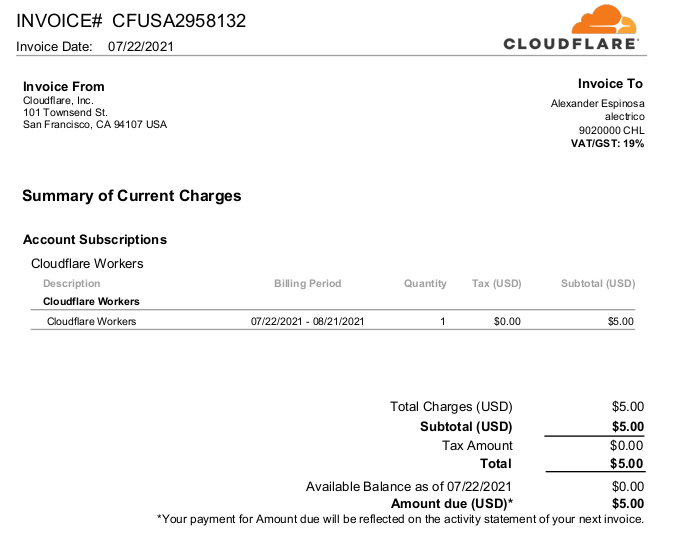 INVOICE# CFUSA2958132
Invoice Date: 07/22/2021
CLOUDFLARE
Invoice From
Cloudflare, Inc.
101 Townsend St.
San Francisco, CA 94107 USA
Invoice To
Alexander Espinosa
alectrico
9020000 CHL
VAT/GST: 19%
Summary of Current Charges
Account Subscriptions
Cloudflare Workers
Description Billing Period Quantity Tax (USD) Subtotal (USD)
Cloudflare Workers
Cloudflare Workers 07/22/2021 - 08/21/2021 1 $0.00 $5.00
Total Charges (USD) $5.00
Subtotal (USD) $5.00
Tax Amount $0.00
Total $5.00
Available Balance as of 07/22/2021 $0.00
Amount due (USD)* $5.00
*Your payment for Amount due will be reflected on the activity statement of your next invoice.